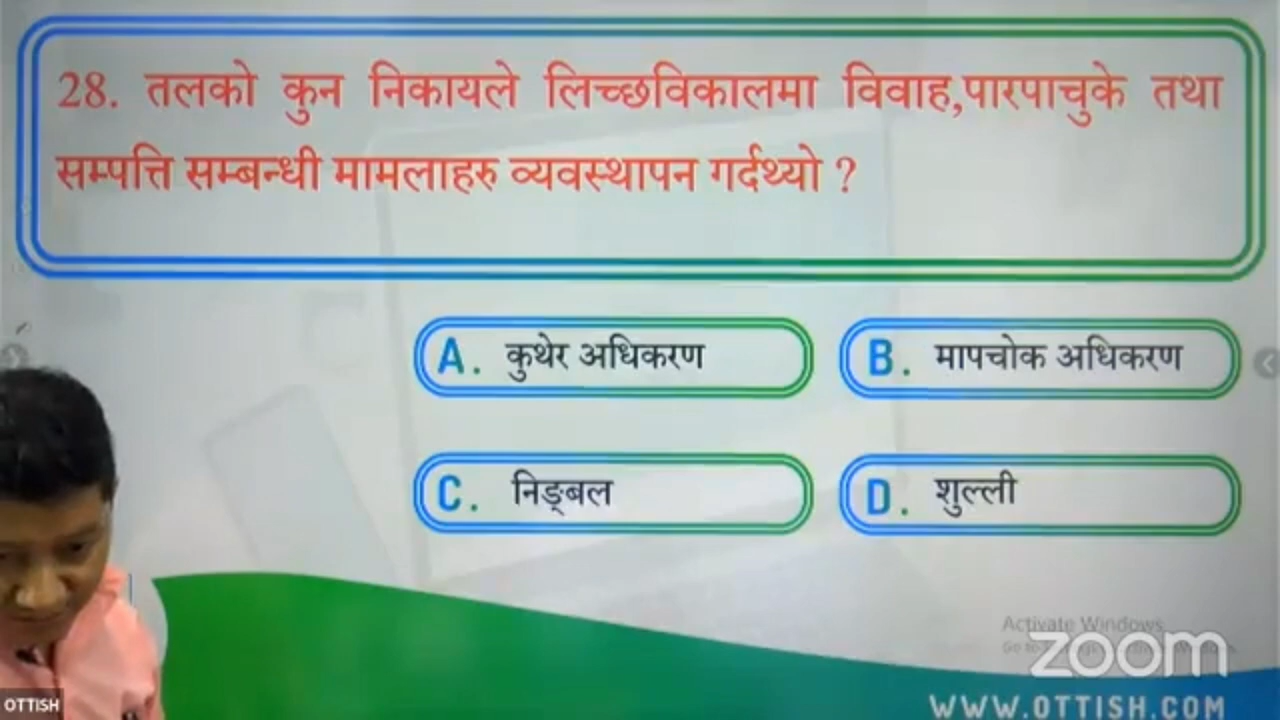 28. तलको कुन निकायले लिच्छविकालमा विवाह,पारपाचुके तथा
सम्पत्ति सम्बन्धी मामलाहरु व्यवस्थापन गर्दथ्यो ?
A. कुथेर अधिकरण
B. मापचोक अधिकरण
C. निङ्बल
D. शुल्ली
Activate Windows
zoom
OTTISH
WWW.OTTISH.COM